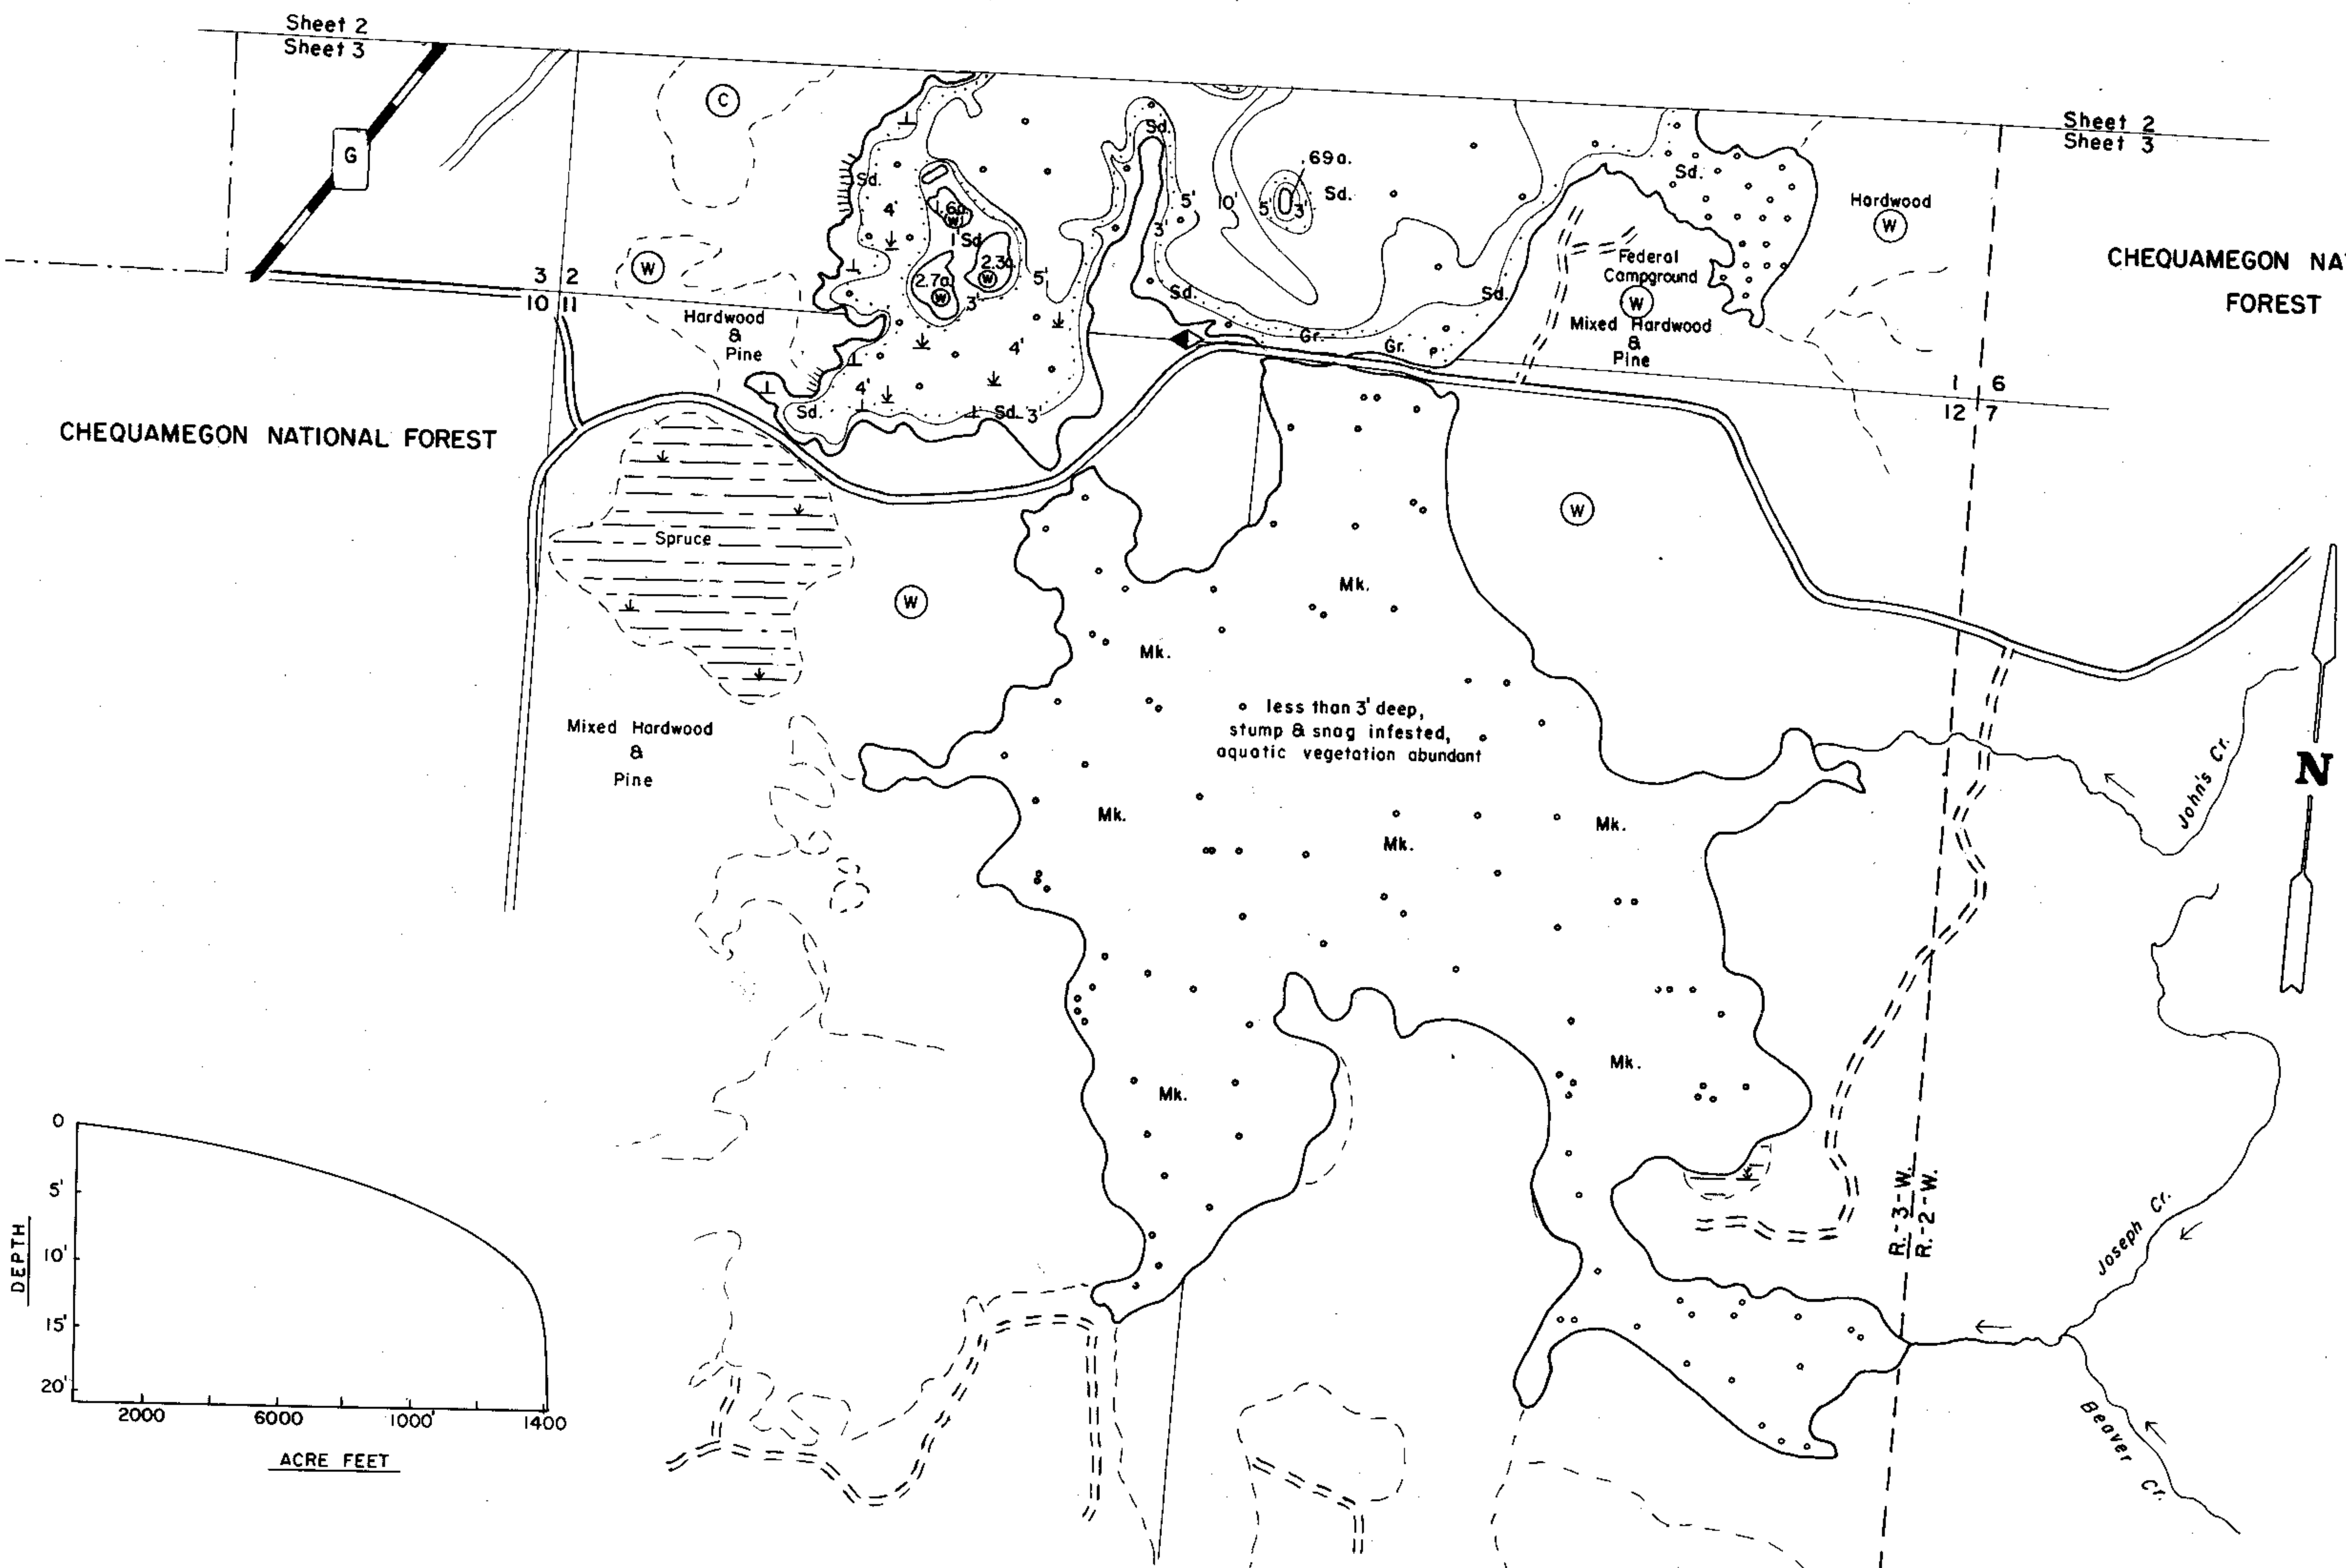 Sheet 2
Sheet 3
Sheet 2
Sheet 3
G
C
W
3 2
10 11
Hardwood
&
Pine
CHEQUAMEGON NATIONAL FOREST
Sd.
4'
1.6a.
W
1'
Sd
2.3a.
W
2.7a.
W
3'
5'
4'
4'
Sd.
Sd. 3'
Sd.
5'
3'
10'
.69a.
5'
3'
Sd.
Sd.
Gr.
Gr.
P
Sd.
Sd.
Federal
Campground
W
Mixed Hardwood
&
Pine
Hardwood
W
CHEQUAMEGON NA
FOREST
1 6
12 7
Spruce
W
W
Mk.
Mk.
less than 3' deep,
stump & snag infested,
aquatic vegetation abundant
Mixed Hardwood
&
Pine
Mk.
Mk.
Mk.
Mk.
Mk.
John's Cr.
N
R.-3-W.
R.-2-W.
Joseph Cr.
Beaver Cr.
DEPTH
0
5'
10'
15'
20'
2000
6000
1000'
1400
ACRE FEET